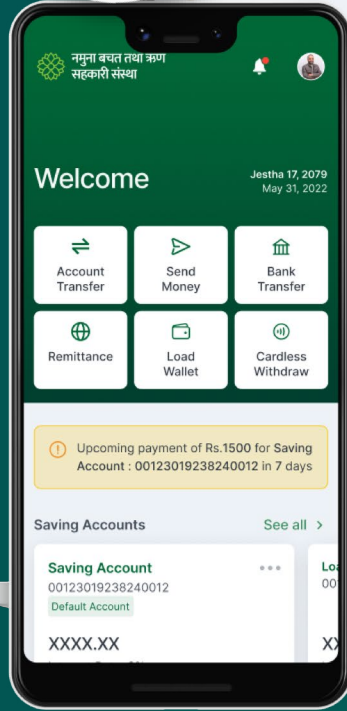 नमुना बचत तथा ऋण
सहकारी संस्था
Welcome
Jestha 17, 2079
May 31, 2022
Account
Transfer
Send
Money
Bank
Transfer
Remittance
Load
Wallet
Cardless
Withdraw
Upcoming payment of Rs.1500 for Saving
Account : 00123019238240012 in 7 days
Saving Accounts
See all >
Saving Account
00123019238240012
Default Account
XXXX.XX